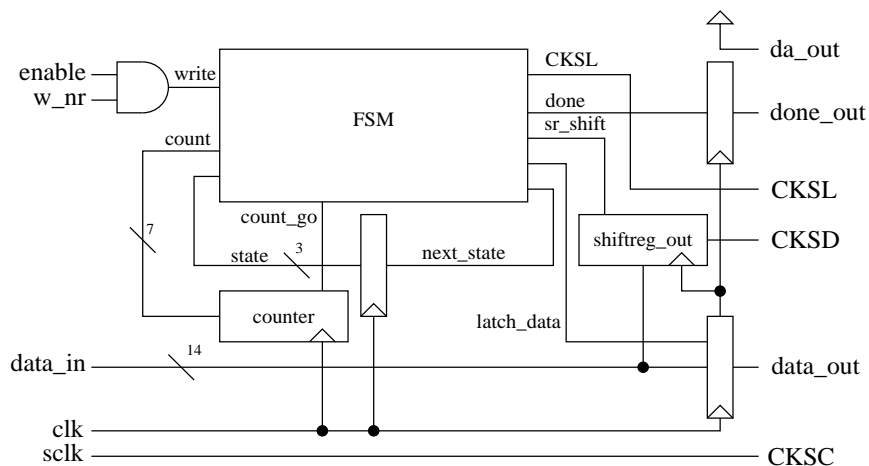 da_out
enable
write
CKSL
w_nr
done
done_out
FSM
sr_shift
count
CKSL
count_go
7
state
3
next_state
shiftreg_out
CKSD
counter
latch_data
14
data_in
data_out
clk
sclk
CKSC